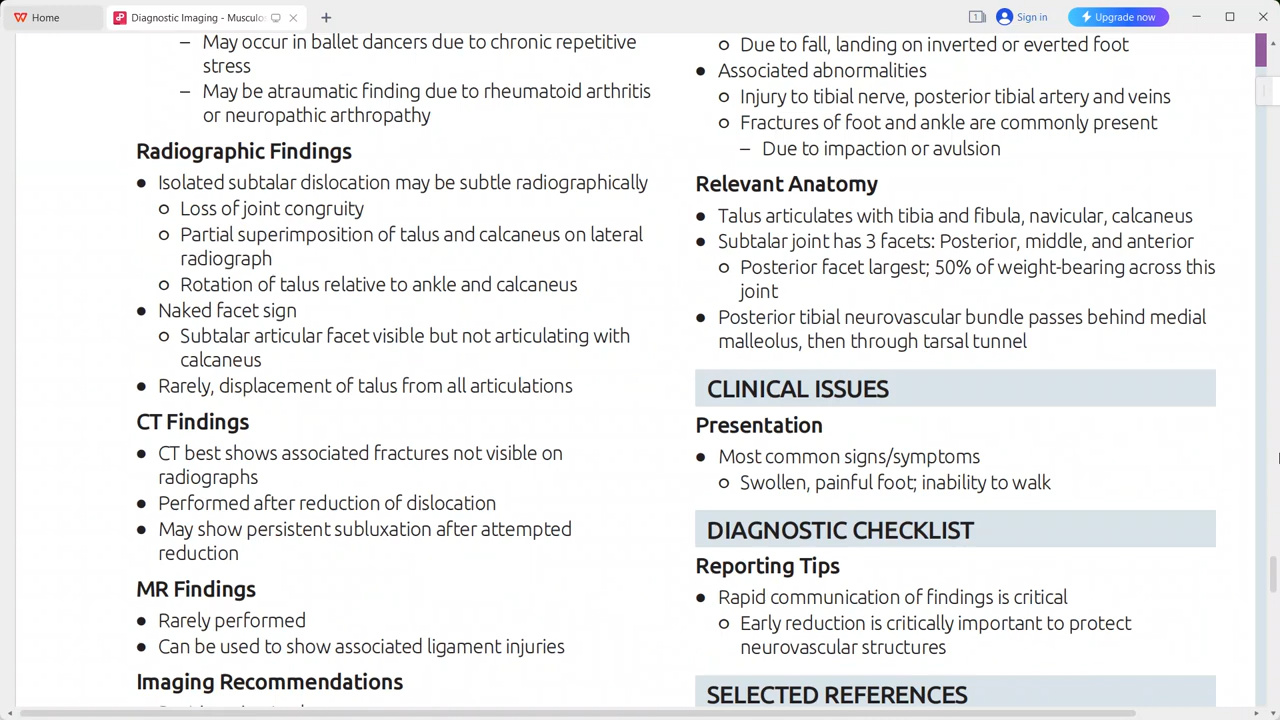 Home
Diagnostic Imaging - Musculos
1
Sign in
Upgrade now
– May occur in ballet dancers due to chronic repetitive
stress
– May be atraumatic finding due to rheumatoid arthritis
or neuropathic arthropathy
Radiographic Findings
● Isolated subtalar dislocation may be subtle radiographically
○ Loss of joint congruity
○ Partial superimposition of talus and calcaneus on lateral
radiograph
○ Rotation of talus relative to ankle and calcaneus
● Naked facet sign
○ Subtalar articular facet visible but not articulating with
calcaneus
● Rarely, displacement of talus from all articulations
CT Findings
● CT best shows associated fractures not visible on
radiographs
● Performed after reduction of dislocation
● May show persistent subluxation after attempted
reduction
MR Findings
● Rarely performed
● Can be used to show associated ligament injuries
Imaging Recommendations
○ Due to fall, landing on inverted or everted foot
● Associated abnormalities
○ Injury to tibial nerve, posterior tibial artery and veins
○ Fractures of foot and ankle are commonly present
– Due to impaction or avulsion
Relevant Anatomy
● Talus articulates with tibia and fibula, navicular, calcaneus
● Subtalar joint has 3 facets: Posterior, middle, and anterior
○ Posterior facet largest; 50% of weight-bearing across this
joint
● Posterior tibial neurovascular bundle passes behind medial
malleolus, then through tarsal tunnel
CLINICAL ISSUES
Presentation
● Most common signs/symptoms
○ Swollen, painful foot; inability to walk
DIAGNOSTIC CHECKLIST
Reporting Tips
● Rapid communication of findings is critical
○ Early reduction is critically important to protect
neurovascular structures
SELECTED REFERENCES